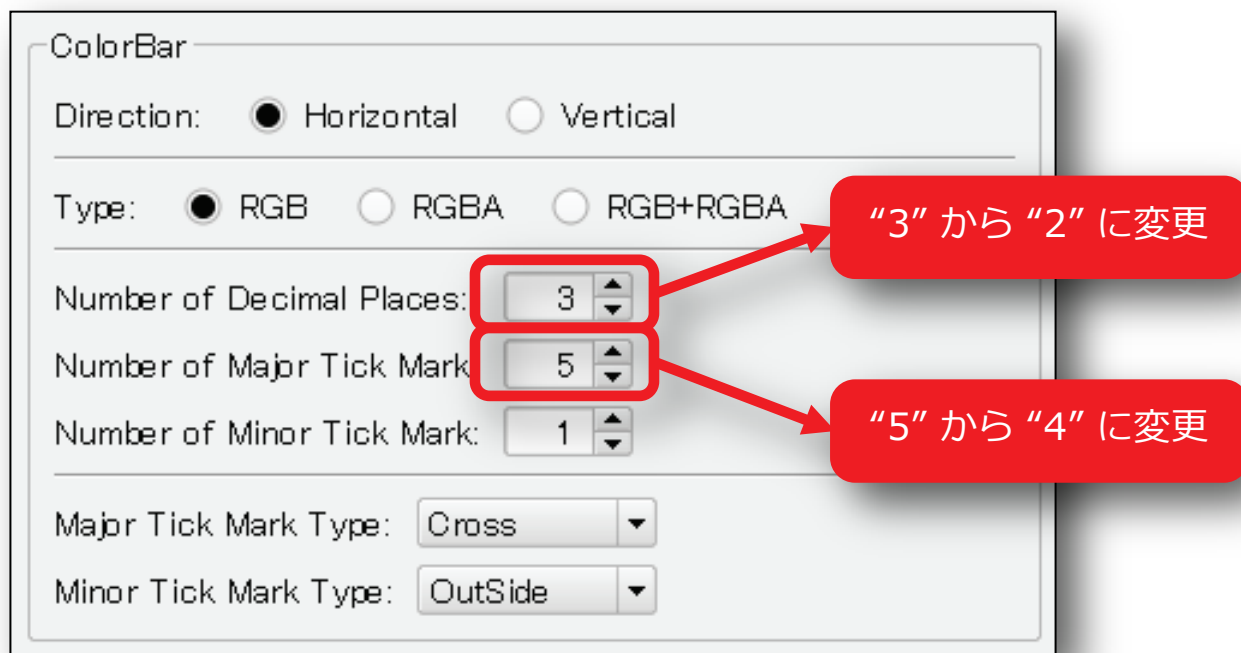 ColorBar
Direction: Horizontal Vertical
Type: RGB RGBA RGB+RGBA
“3” から “2” に変更
Number of Decimal Places: 3
Number of Major Tick Mark 5
“5” から “4” に変更
Number of Minor Tick Mark: 1
Major Tick Mark Type: Cross
Minor Tick Mark Type: OutSide